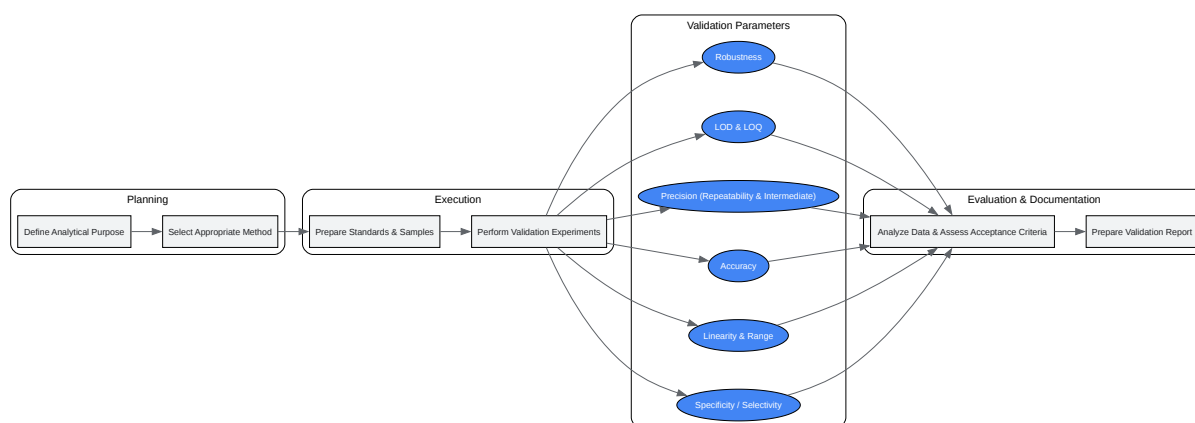 Planning
Define Analytical Purpose
Select Appropriate Method
Execution
Prepare Standards & Samples
Perform Validation Experiments
Validation Parameters
Robustness
LOD & LOQ
Precision (Repeatability & Intermediate)
Accuracy
Linearity & Range
Specificity / Selectivity
Evaluation & Documentation
Analyze Data & Assess Acceptance Criteria
Prepare Validation Report